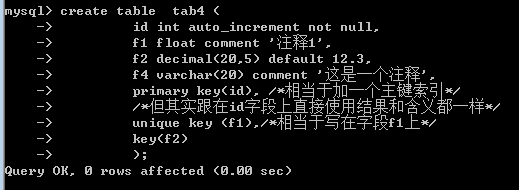 mysql> create table  tab4 (
    ->          id int auto_increment not null,
    ->          f1 float comment '注释1',
    ->          f2 decimal(20,5) default 12.3,
    ->          f4 varchar(20) comment '这是一个注释',
    ->          primary key(id), /*相当于加一个主键索引*/
    ->          /*但其实跟在id字段上直接使用结果和含义都一样*/
    ->          unique key (f1),/*相当于写在字段f1上*/
    ->          key(f2)
    ->          );
Query OK, 0 rows affected (0.00 sec)